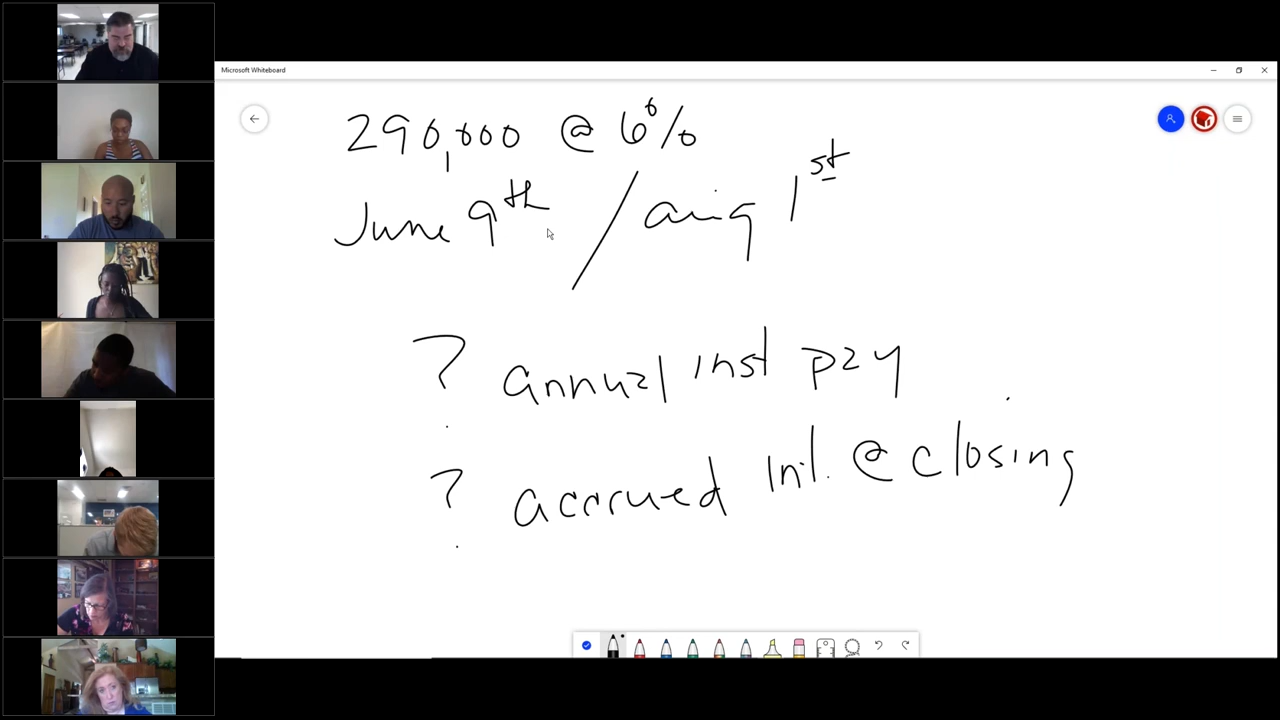 Microsoft Whiteboard
290,000 @ 6%
June 9th / aug 1st
? annual inst pay
? accrued Int. @ closing